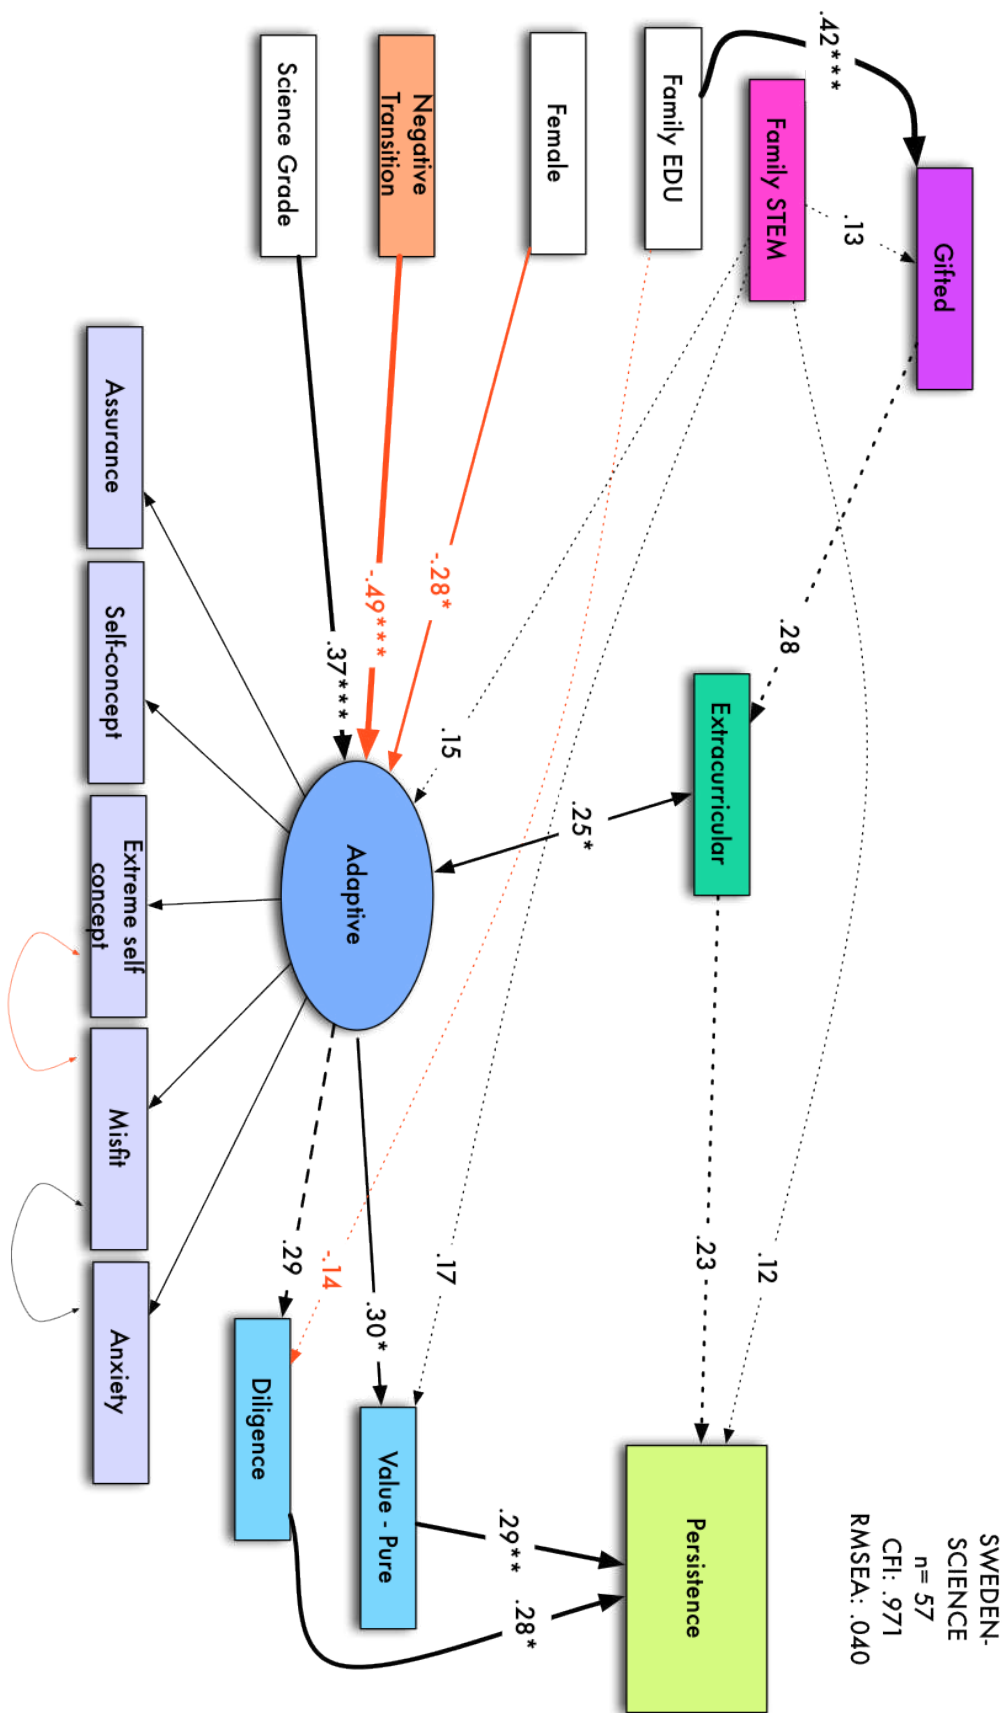 SWEDEN-
SCIENCE
n= 57
CFI: .971
RMSEA: .040
.42***
Gifted
Family STEM
.13
Family EDU
Female
Negative
Transition
Science Grade
.28
Extracurricular
.12
.23
.15
.17
.25*
-.28*
-.49***
.37***
Adaptive
-.14
.29
.30*
Persistence
.29**
.28*
Value - Pure
Diligence
Assurance
Self-concept
Extreme self
concept
Misfit
Anxiety